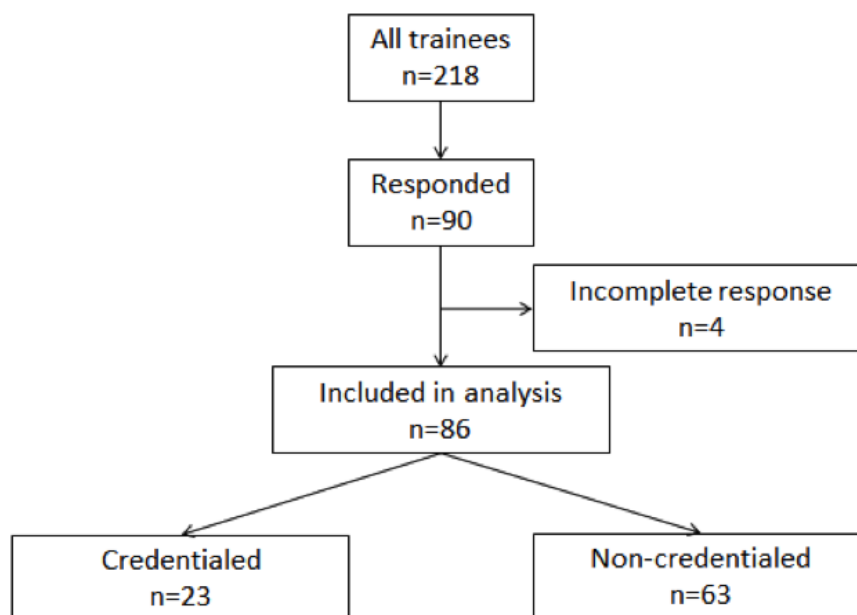 All trainees
n=218
Responded
n=90
Incomplete response
n=4
Included in analysis
n=86
Credentialed
n=23
Non-credentialed
n=63